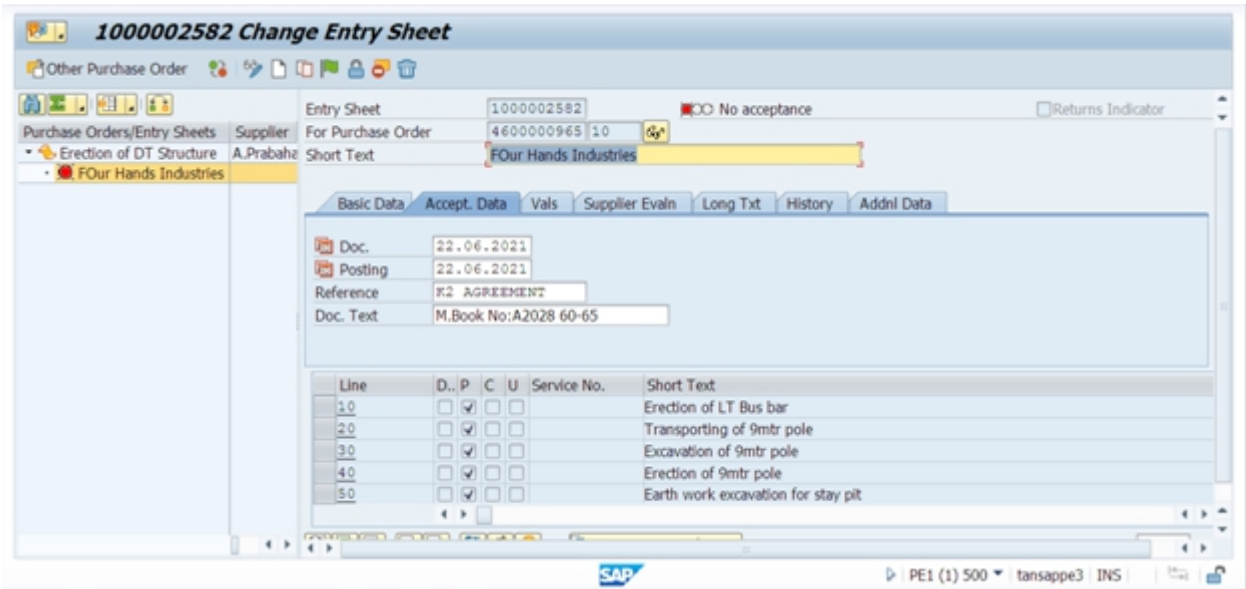 1000002582 Change Entry Sheet
Other Purchase Order
Purchase Orders/Entry Sheets Supplier
Erection of DT Structure A.Prabaha
FOur Hands Industries
Entry Sheet 1000002582 No acceptance Returns Indicator
For Purchase Order 4600000965 10
Short Text FOur Hands Industries
Basic Data Accept. Data Vals Supplier Evaln Long Txt History Addnl Data
Doc. 22.06.2021
Posting 22.06.2021
Reference K2 AGREEMENT
Doc. Text M.Book No:A2028 60-65
Line D.. P C U Service No. Short Text
10 Erection of LT Bus bar
20 Transporting of 9mtr pole
30 Excavation of 9mtr pole
40 Erection of 9mtr pole
50 Earth work excavation for stay pit
SAP PE1 (1) 500 tansappe3 INS